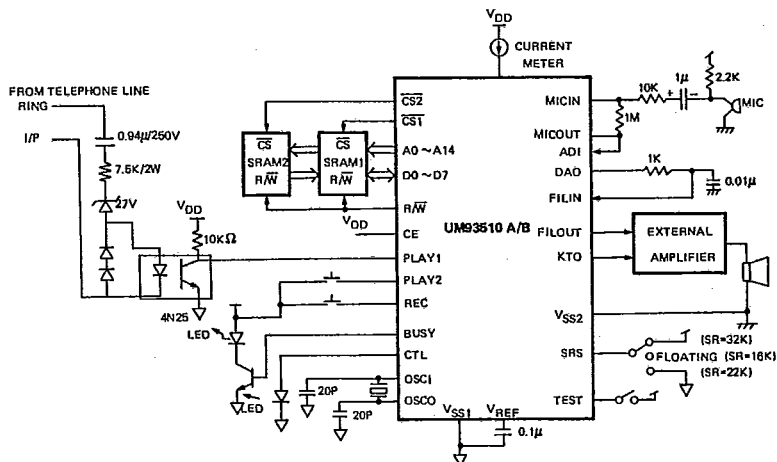 VDD
CURRENT
METER
FROM TELEPHONE LINE
RING
I/P
0.94μ/250V
7.5K/2W
27V
VDD
10KΩ
4N25
LED
LED
CS2
CS1
CS
SRAM2
R/W
CS
SRAM1
R/W
A0~A14
D0~D7
R/W
VDD
CE
PLAY1
PLAY2
REC
BUSY
CTL
OSCI
OSCO
20P
20P
UM93510 A/B
VSS1
VREF
0.1μ
MICIN
MICOUT
ADI
DAO
FILIN
FILOUT
KTO
VSS2
SRS
TEST
10K
1μ
+ −
2.2K
MIC
1M
1K
0.01μ
EXTERNAL
AMPLIFIER
(SR=32K)
FLOATING (SR=16K)
(SR=22K)